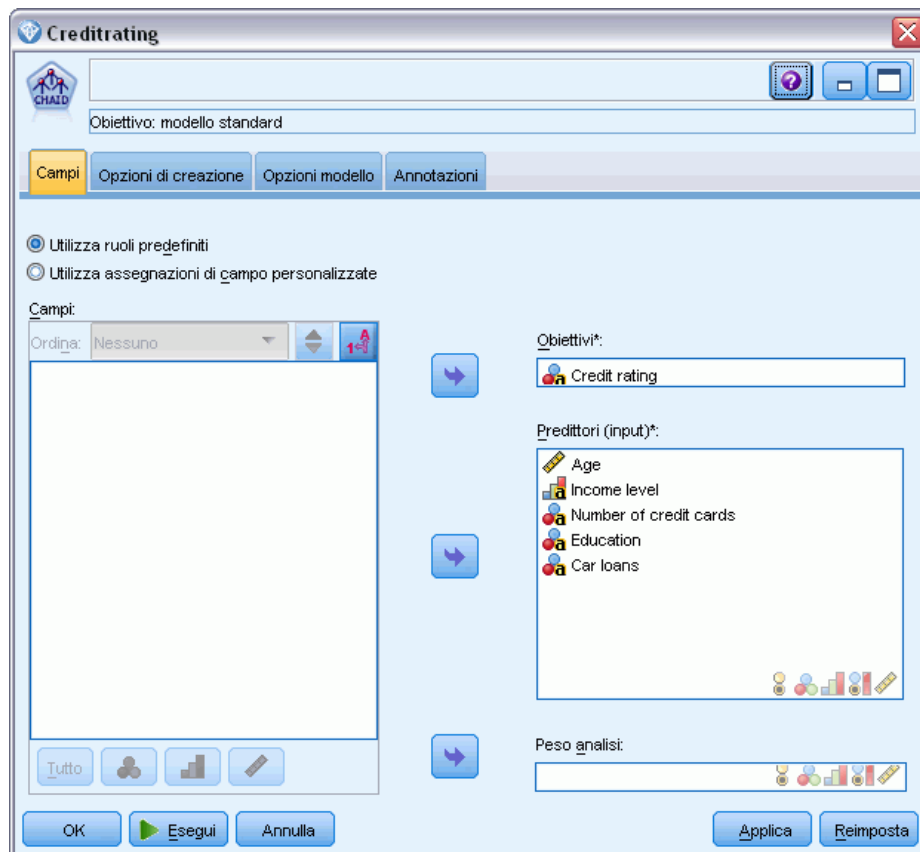 Creditrating
CHAID
Obiettivo: modello standard
Campi
Opzioni di creazione
Opzioni modello
Annotazioni
Utilizza ruoli predefiniti
Utilizza assegnazioni di campo personalizzate
Campi:
Ordina: Nessuno
Obiettivi*:
Credit rating
Predittori (input)*:
Age
Income level
Number of credit cards
Education
Car loans
Peso analisi:
Tutto
OK
Esegui
Annulla
Applica
Reimposta